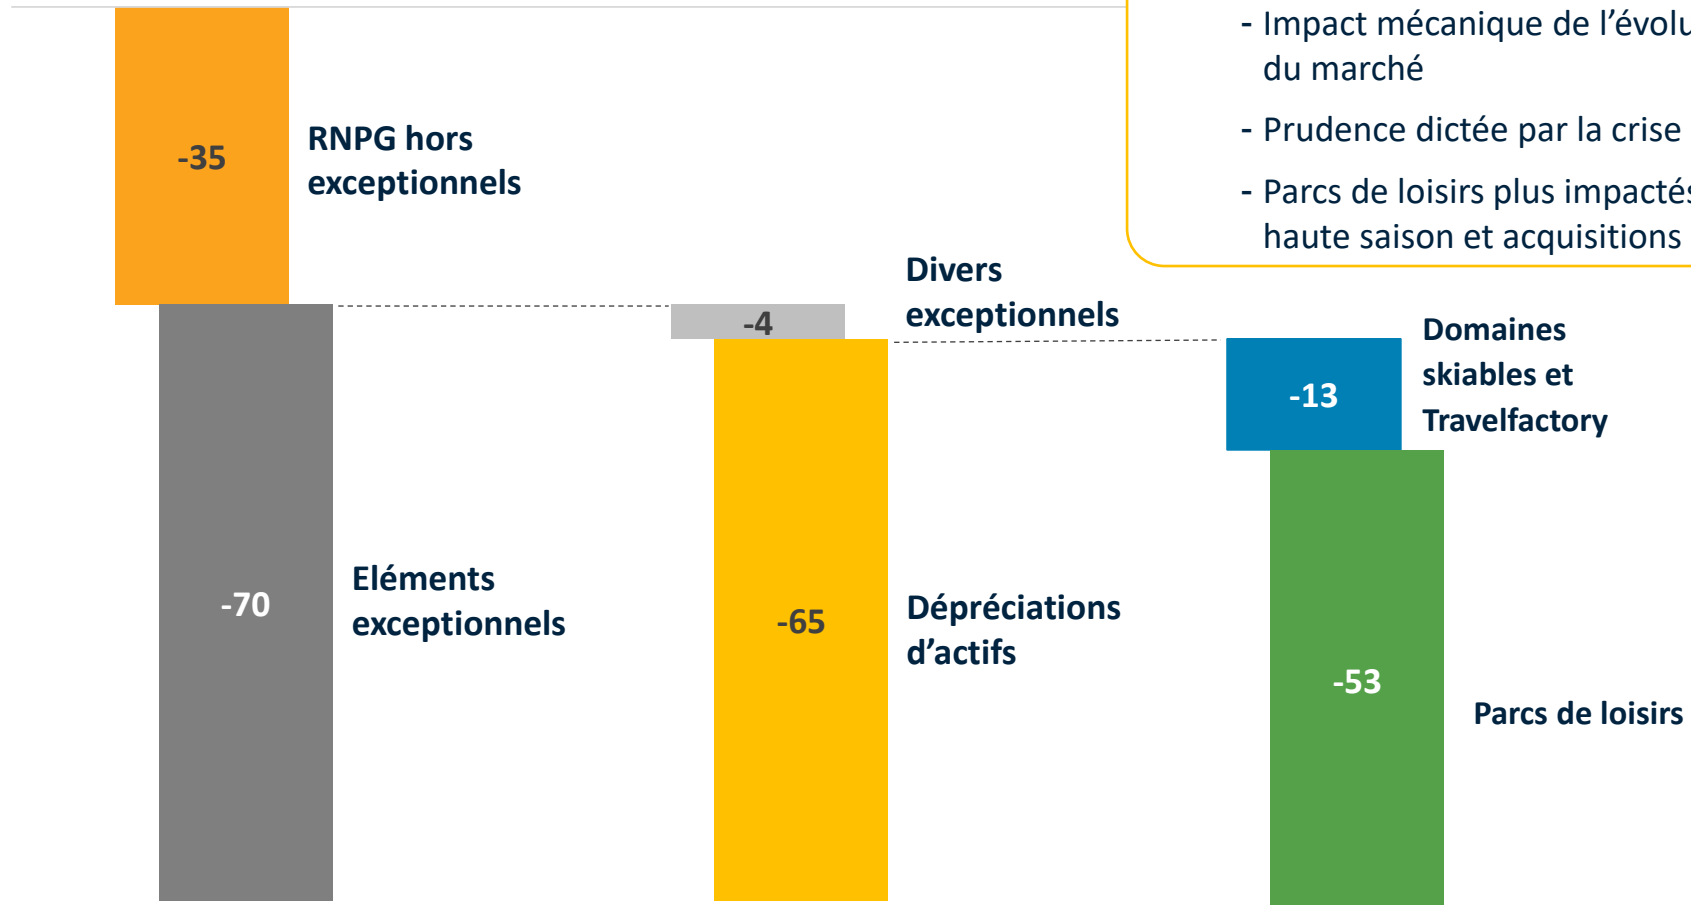 - Impact mécanique de l’évolu
du marché
- Prudence dictée par la crise
- Parcs de loisirs plus impactés
haute saison et acquisitions
-35
RNPG hors
exceptionnels
Divers
exceptionnels
-4
Domaines
skiables et
Travelfactory
-13
-70
Eléments
exceptionnels
-65
Dépréciations
d’actifs
-53
Parcs de loisirs